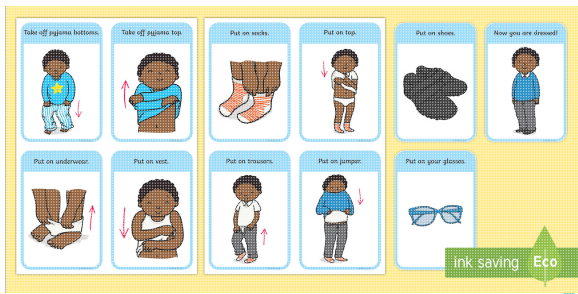 Take off pyjama bottoms.
Take off pyjama top.
Put on socks.
Put on top.
Put on shoes.
Now you are dressed!
Put on underwear.
Put on vest.
Put on trousers.
Put on jumper.
Put on your glasses.
ink saving Eco